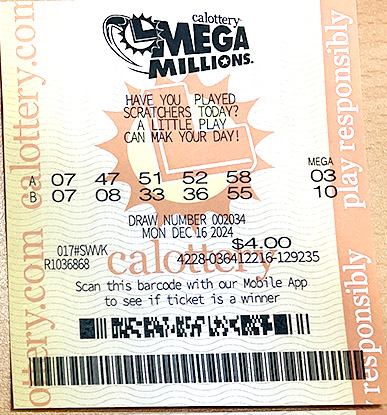 calottery
MEGA
MILLIONS.
HAVE YOU PLAYED
SCRATCHERS TODAY?
A LITTLE PLAY
CAN MAK YOUR DAY!
MEGA
A 07 47 51 52 58 03
B 07 08 33 36 55 10
DRAW NUMBER 002034
MON DEC 16 2024
017#SWVK $4.00
R1036868 4228-036412216-129235
calottery
Scan this barcode with our Mobile App
to see if ticket is a winner
ottery.com calottery.com
play responsibly
responsibly